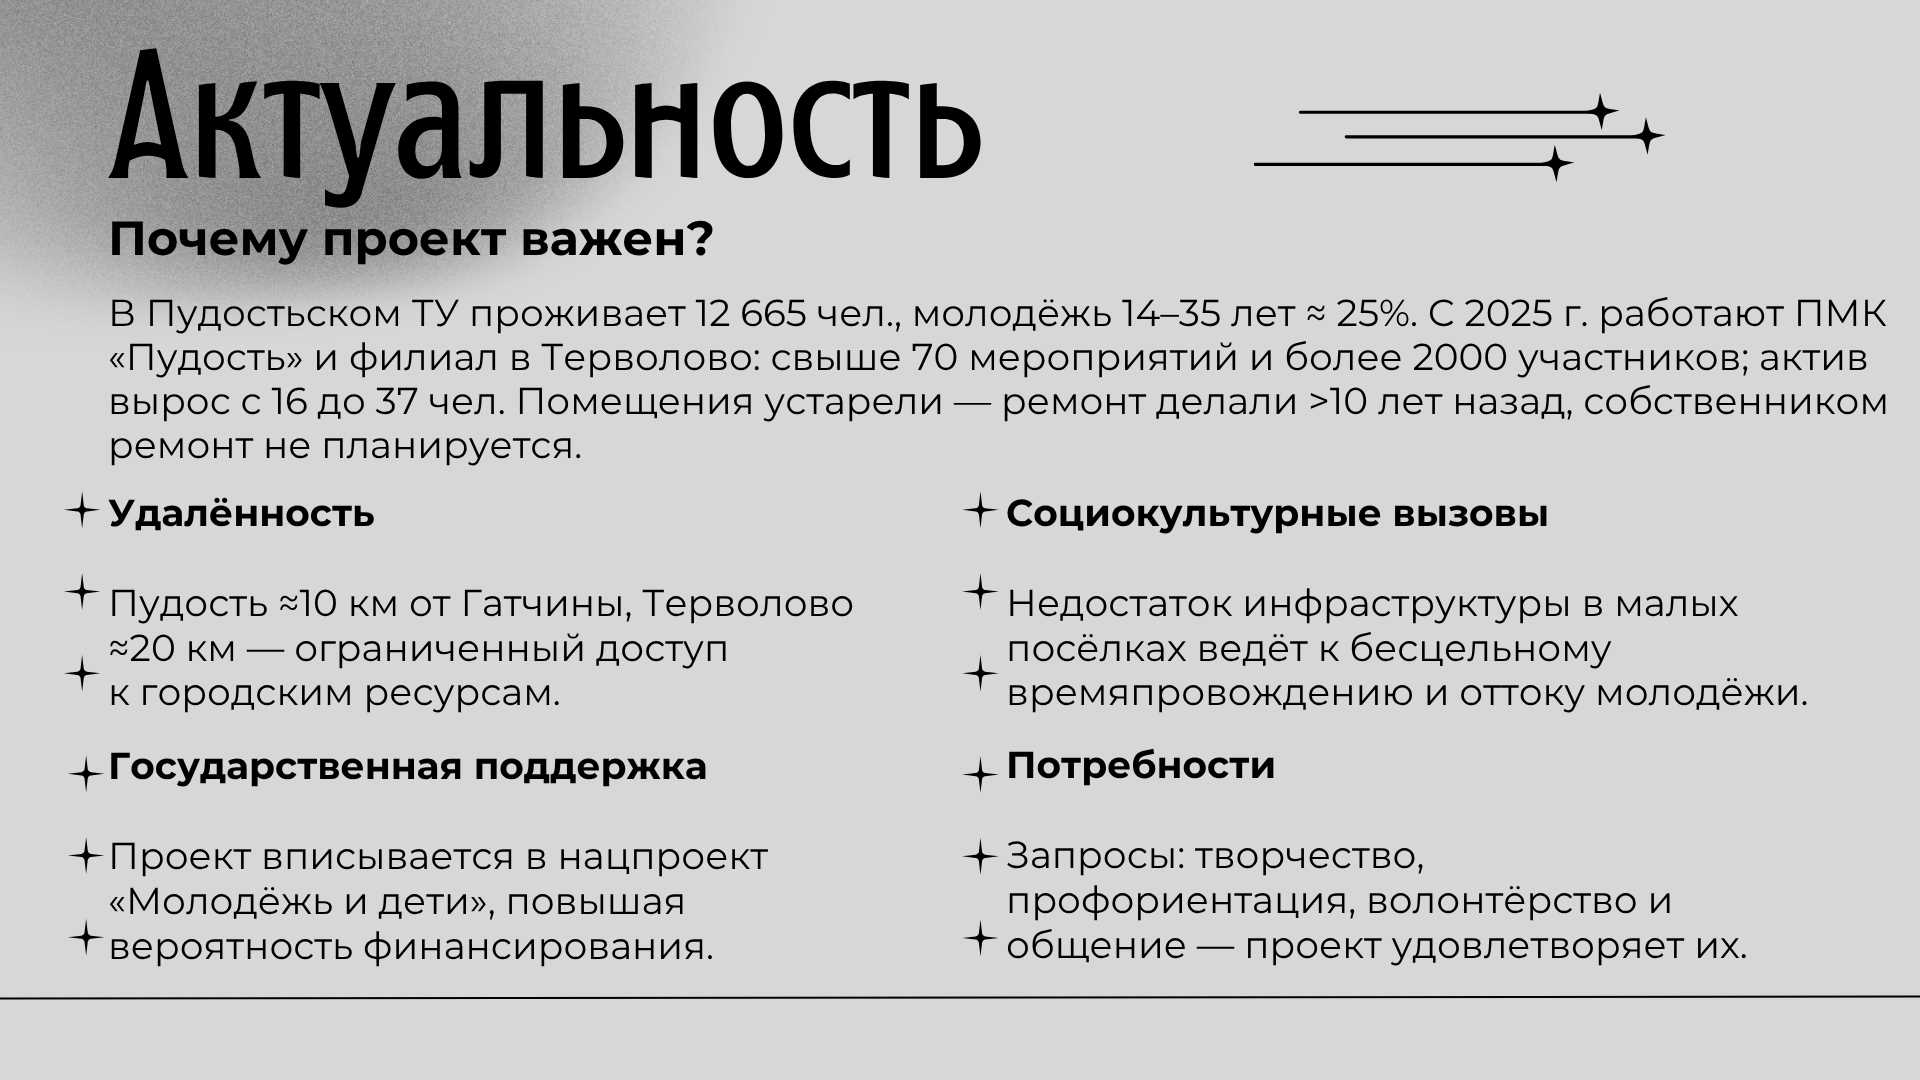 Актуальность
Почему проект важен?
В Пудостьском ТУ проживает 12 665 чел., молодёжь 14–35 лет ≈ 25%. С 2025 г. работают ПМК
«Пудость» и филиал в Терволово: свыше 70 мероприятий и более 2000 участников; актив
вырос с 16 до 37 чел. Помещения устарели — ремонт делали >10 лет назад, собственником
ремонт не планируется.
Удалённость
Пудость ≈10 км от Гатчины, Терволово
≈20 км — ограниченный доступ
к городским ресурсам.
Социокультурные вызовы
Недостаток инфраструктуры в малых
посёлках ведёт к бесцельному
времяпровождению и оттоку молодёжи.
Государственная поддержка
Проект вписывается в нацпроект
«Молодёжь и дети», повышая
вероятность финансирования.
Потребности
Запросы: творчество,
профориентация, волонтёрство и
общение — проект удовлетворяет их.